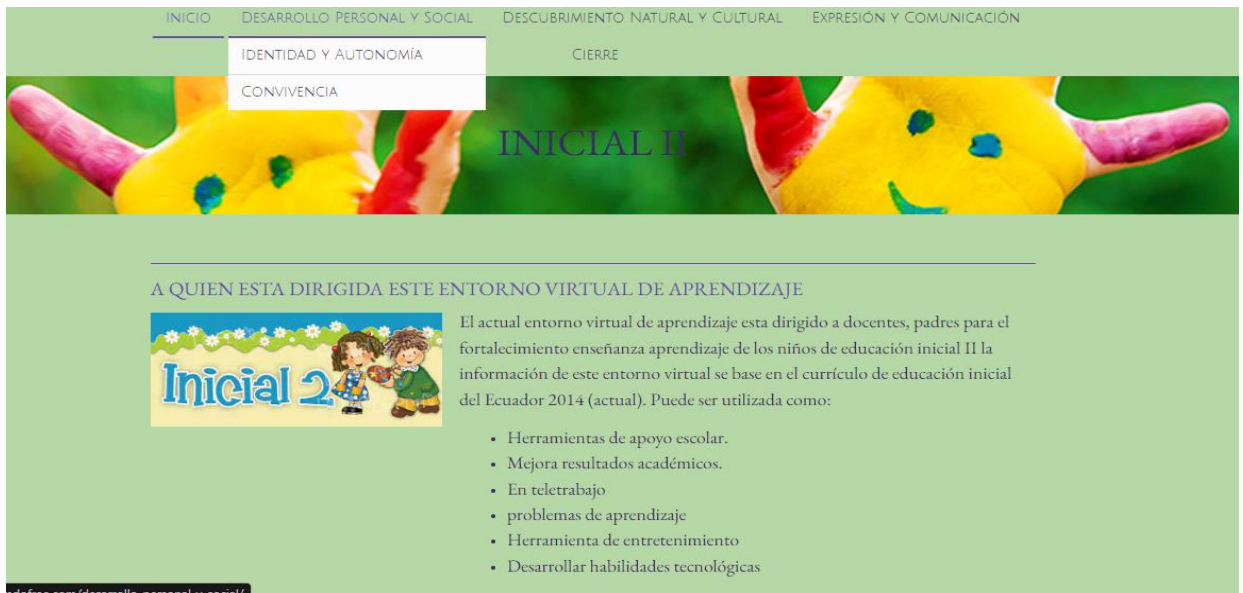 INICIO DESARROLLO PERSONAL Y SOCIAL DESCUBRIMIENTO NATURAL Y CULTURAL EXPRESIÓN Y COMUNICACIÓN
IDENTIDAD Y AUTONOMÍA CIERRE
CONVIVENCIA
INICIAL II
A QUIEN ESTA DIRIGIDA ESTE ENTORNO VIRTUAL DE APRENDIZAJE
Inicial 2
El actual entorno virtual de aprendizaje esta dirigido a docentes, padres para el
fortalecimiento enseñanza aprendizaje de los niños de educación inicial II la
información de este entorno virtual se base en el currículo de educación inicial
del Ecuador 2014 (actual). Puede ser utilizada como:
• Herramientas de apoyo escolar.
• Mejora resultados académicos.
• En teletrabajo
• problemas de aprendizaje
• Herramienta de entretenimiento
• Desarrollar habilidades tecnológicas